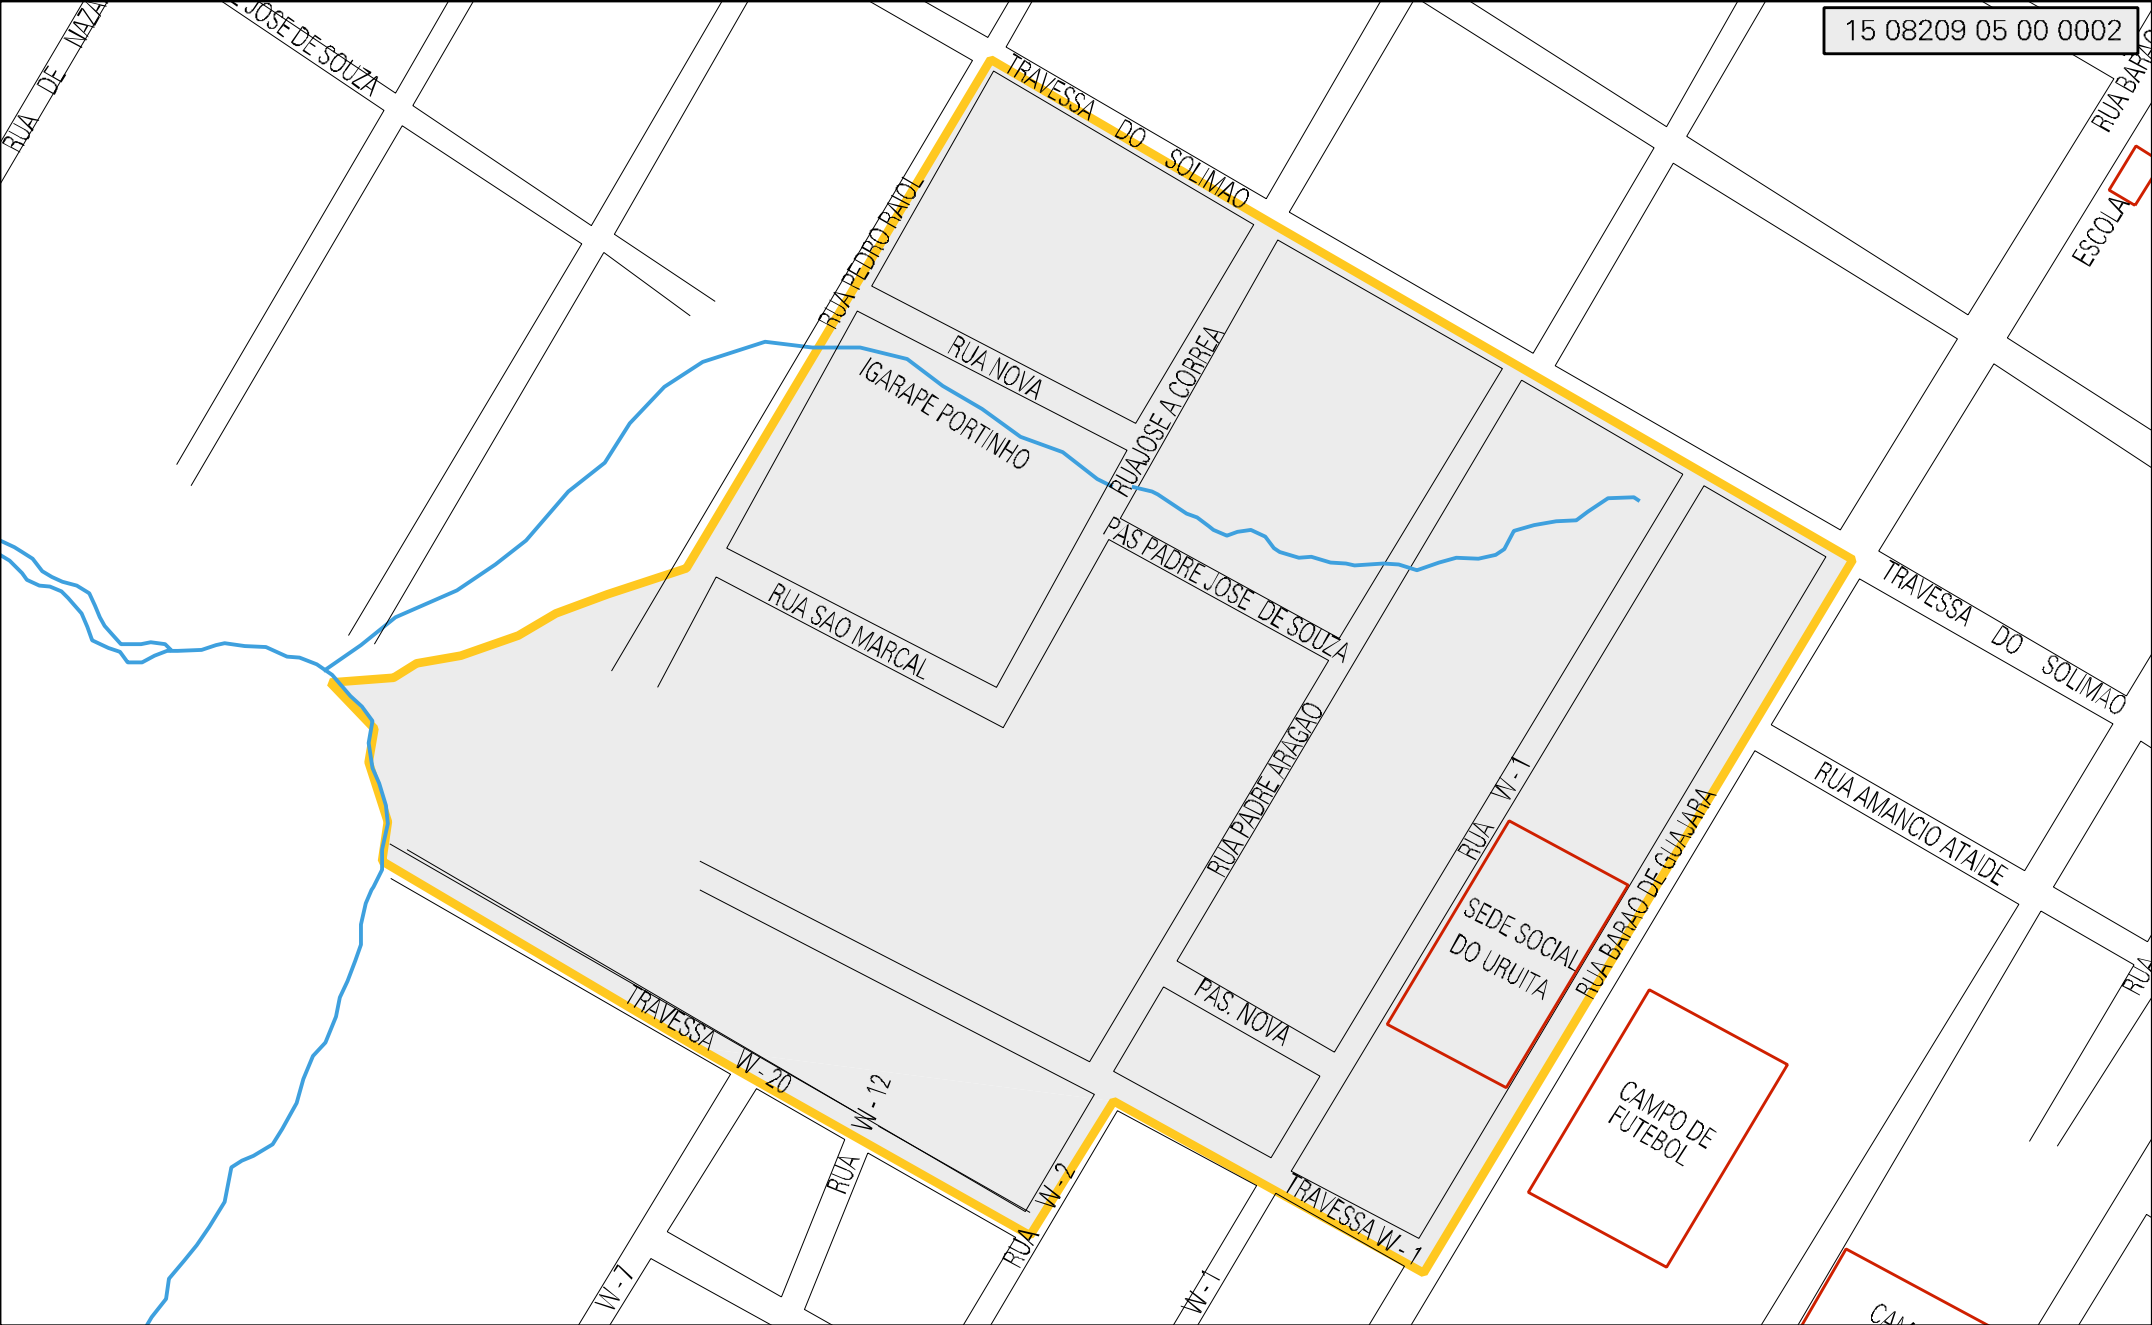 15 08209 05 00 0002
RUA DE
JOSE DE SOUZA
TRAVESSA DO SOLIMAO
RUA PEDRO RAIOL
ESCOLA
RUA NOVA
IGARAPE PORTINHO
RUA JOSE A CORREA
PAS PADRE JOSE DE SOUZA
RUA SAO MARCAL
TRAVESSA DO SOLIMAO
RUA PADRE ARAGAO
RUA W - 1
RUA AMANCIO ATAIDE
RUA BARAO DE GUAJARA
SEDE SOCIAL
DO URUITA
PAS. NOVA
RUA
TRAVESSA W - 20
RUA W - 12
CAMPO DE
FUTEBOL
RUA W - 2
TRAVESSA W - 1
W - 7
W - 1